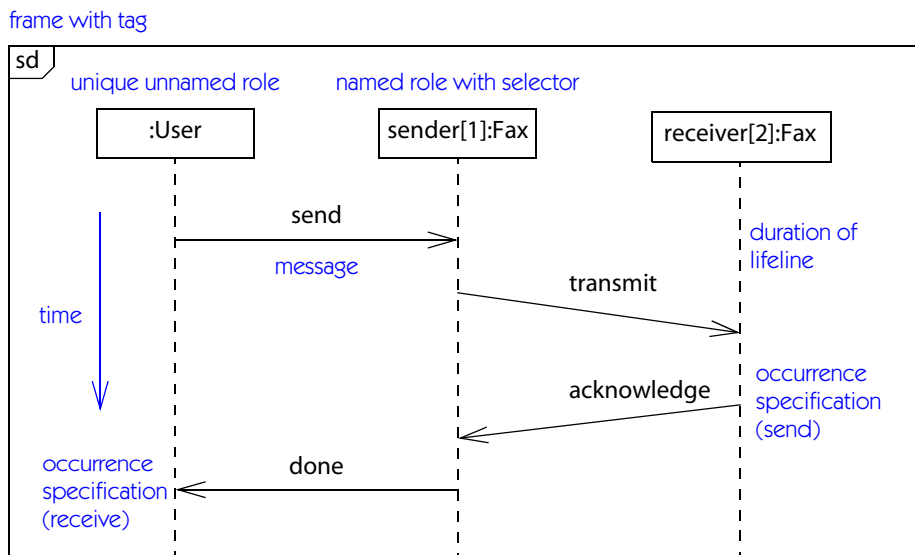 frame with tag
sd
unique unnamed role
named role with selector
:User
sender[1]:Fax
receiver[2]:Fax
send
message
duration of
lifeline
transmit
time
acknowledge
occurrence
specification
(send)
done
occurrence
specification
(receive)